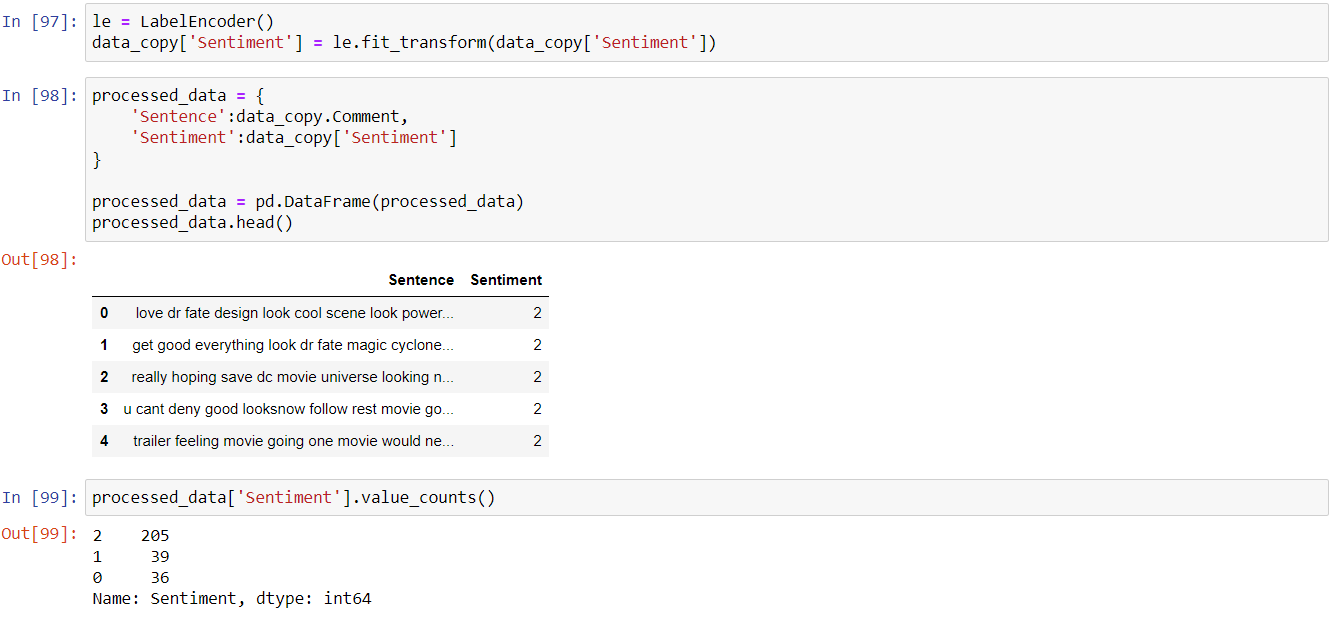 In [97]: le = LabelEncoder()
data_copy['Sentiment'] = le.fit_transform(data_copy['Sentiment'])
In [98]: processed_data = {
    'Sentence':data_copy.Comment,
    'Sentiment':data_copy['Sentiment']
}
processed_data = pd.DataFrame(processed_data)
processed_data.head()
Out[98]:
Sentence Sentiment
0 love dr fate design look cool scene look power... 2
1 get good everything look dr fate magic cyclone... 2
2 really hoping save dc movie universe looking n... 2
3 u cant deny good looksnow follow rest movie go... 2
4 trailer feeling movie going one movie would ne... 2
In [99]: processed_data['Sentiment'].value_counts()
Out[99]: 2    205
1     39
0     36
Name: Sentiment, dtype: int64